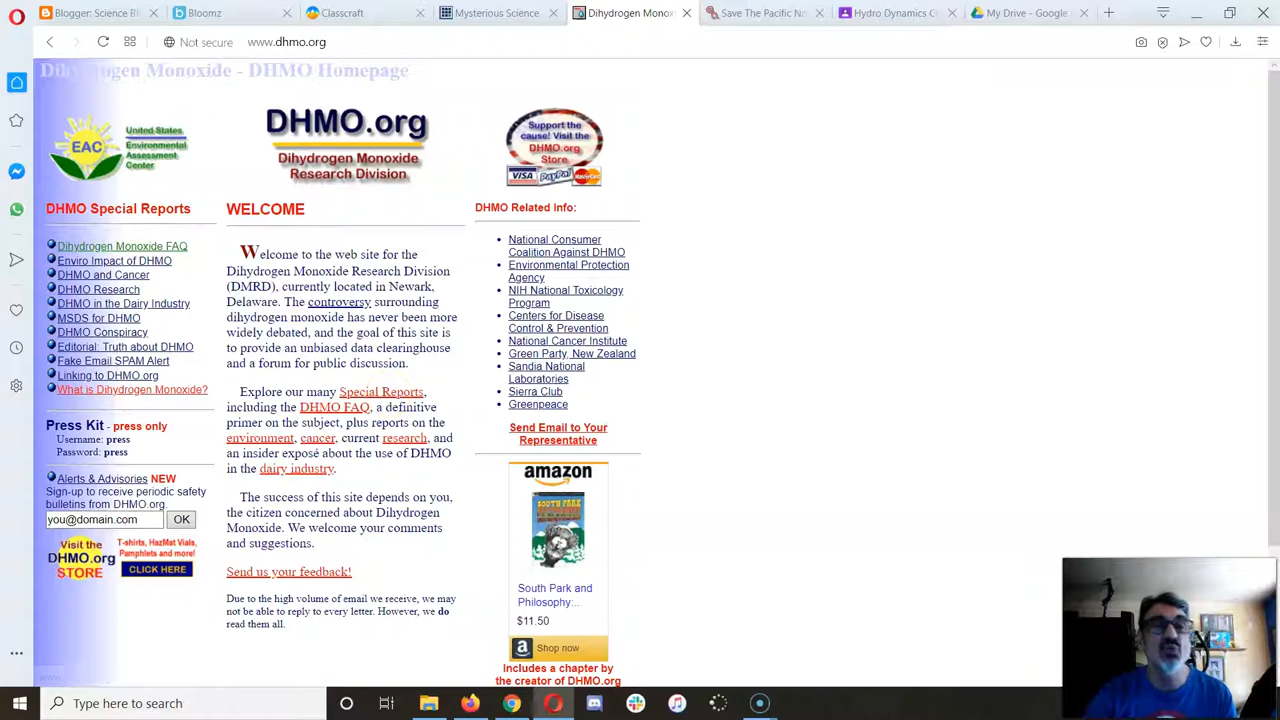 Blogger: Science Bl
Bloomz
Classcraft
Mysterious Science
Dihydrogen Mono
Save The Pacific No
Hydro Dynamics Cl
My Drive - Google
Not secure
www.dhmo.org
Dihydrogen Monoxide - DHMO Homepage
EAC
United States
Environmental
Assessment
Center
DHMO.org
Dihydrogen Monoxide
Research Division
Support the
cause! Visit the
DHMO.org
Store
VISA
PayPal
MasterCard
DHMO Special Reports
Dihydrogen Monoxide FAQ
Enviro Impact of DHMO
DHMO and Cancer
DHMO Research
DHMO in the Dairy Industry
MSDS for DHMO
DHMO Conspiracy
Editorial: Truth about DHMO
Fake Email SPAM Alert
Linking to DHMO.org
What is Dihydrogen Monoxide?
Press Kit - press only
Username: press
Password: press
Alerts & Advisories NEW
Sign-up to receive periodic safety
bulletins from DHMO.org.
you@domain.com OK
Visit the
DHMO.org
STORE
T-shirts, HazMat Vials,
Pamphlets and more!
CLICK HERE
WELCOME
Welcome to the web site for the
Dihydrogen Monoxide Research Division
(DMRD), currently located in Newark,
Delaware. The controversy surrounding
dihydrogen monoxide has never been more
widely debated, and the goal of this site is
to provide an unbiased data clearinghouse
and a forum for public discussion.
Explore our many Special Reports,
including the DHMO FAQ, a definitive
primer on the subject, plus reports on the
environment, cancer, current research, and
an insider exposé about the use of DHMO
in the dairy industry.
The success of this site depends on you,
the citizen concerned about Dihydrogen
Monoxide. We welcome your comments
and suggestions.
Send us your feedback!
Due to the high volume of email we receive, we may
not be able to reply to every letter. However, we do
read them all.
DHMO Related Info:
National Consumer
Coalition Against DHMO
Environmental Protection
Agency
NIH National Toxicology
Program
Centers for Disease
Control & Prevention
National Cancer Institute
Green Party, New Zealand
Sandia National
Laboratories
Sierra Club
Greenpeace
Send Email to Your
Representative
amazon
SOUTH PARK
South Park and
Philosophy:...
$11.50
Shop now
Includes a chapter by
the creator of DHMO.org
Type here to search